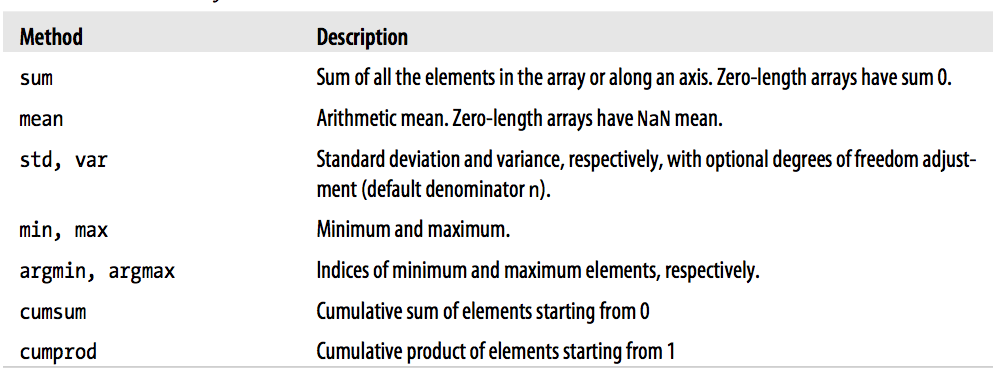 Method Description
sum Sum of all the elements in the array or along an axis. Zero-length arrays have sum 0.
mean Arithmetic mean. Zero-length arrays have NaN mean.
std, var Standard deviation and variance, respectively, with optional degrees of freedom adjust-
ment (default denominator n).
min, max Minimum and maximum.
argmin, argmax Indices of minimum and maximum elements, respectively.
cumsum Cumulative sum of elements starting from 0
cumprod Cumulative product of elements starting from 1